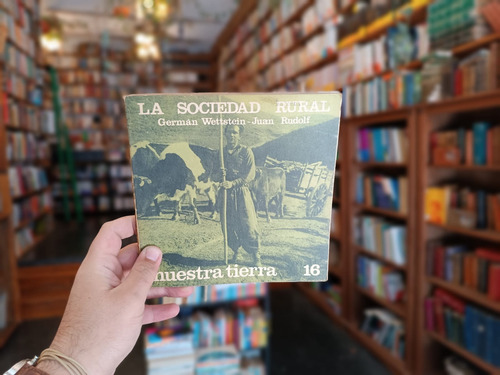 LA SOCIEDAD RURAL
Germán Wettstein - Juan Rudolf
nuestra tierra 16